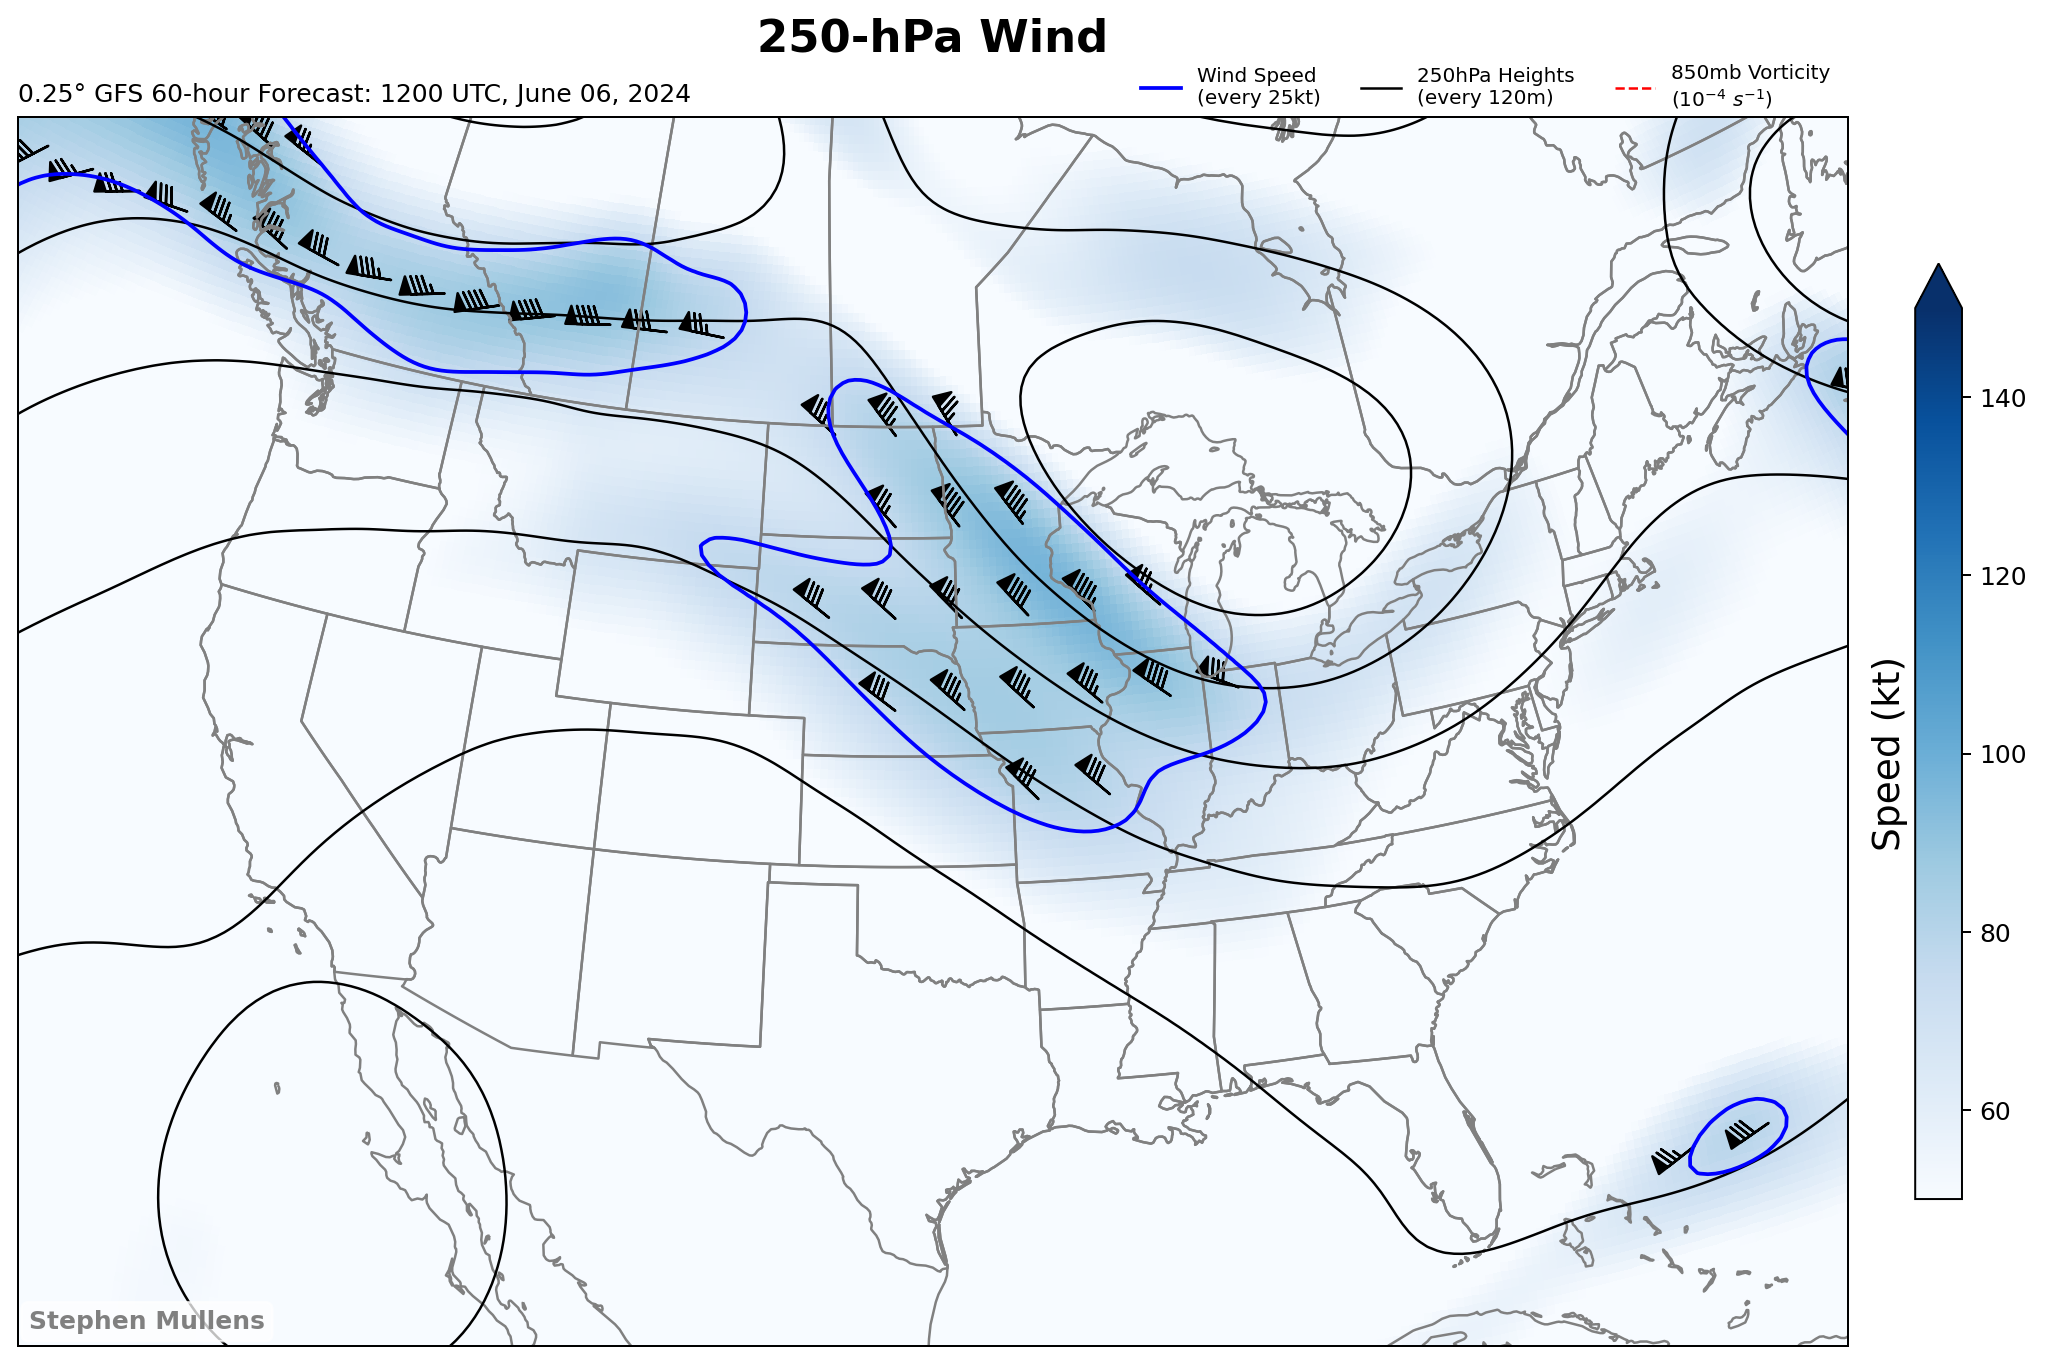 250-hPa Wind
0.25° GFS 60-hour Forecast: 1200 UTC, June 06, 2024
Wind Speed
(every 25kt)
250hPa Heights
(every 120m)
850mb Vorticity
(10⁻⁴ s⁻¹)
140
120
100
80
60
Speed (kt)
Stephen Mullens